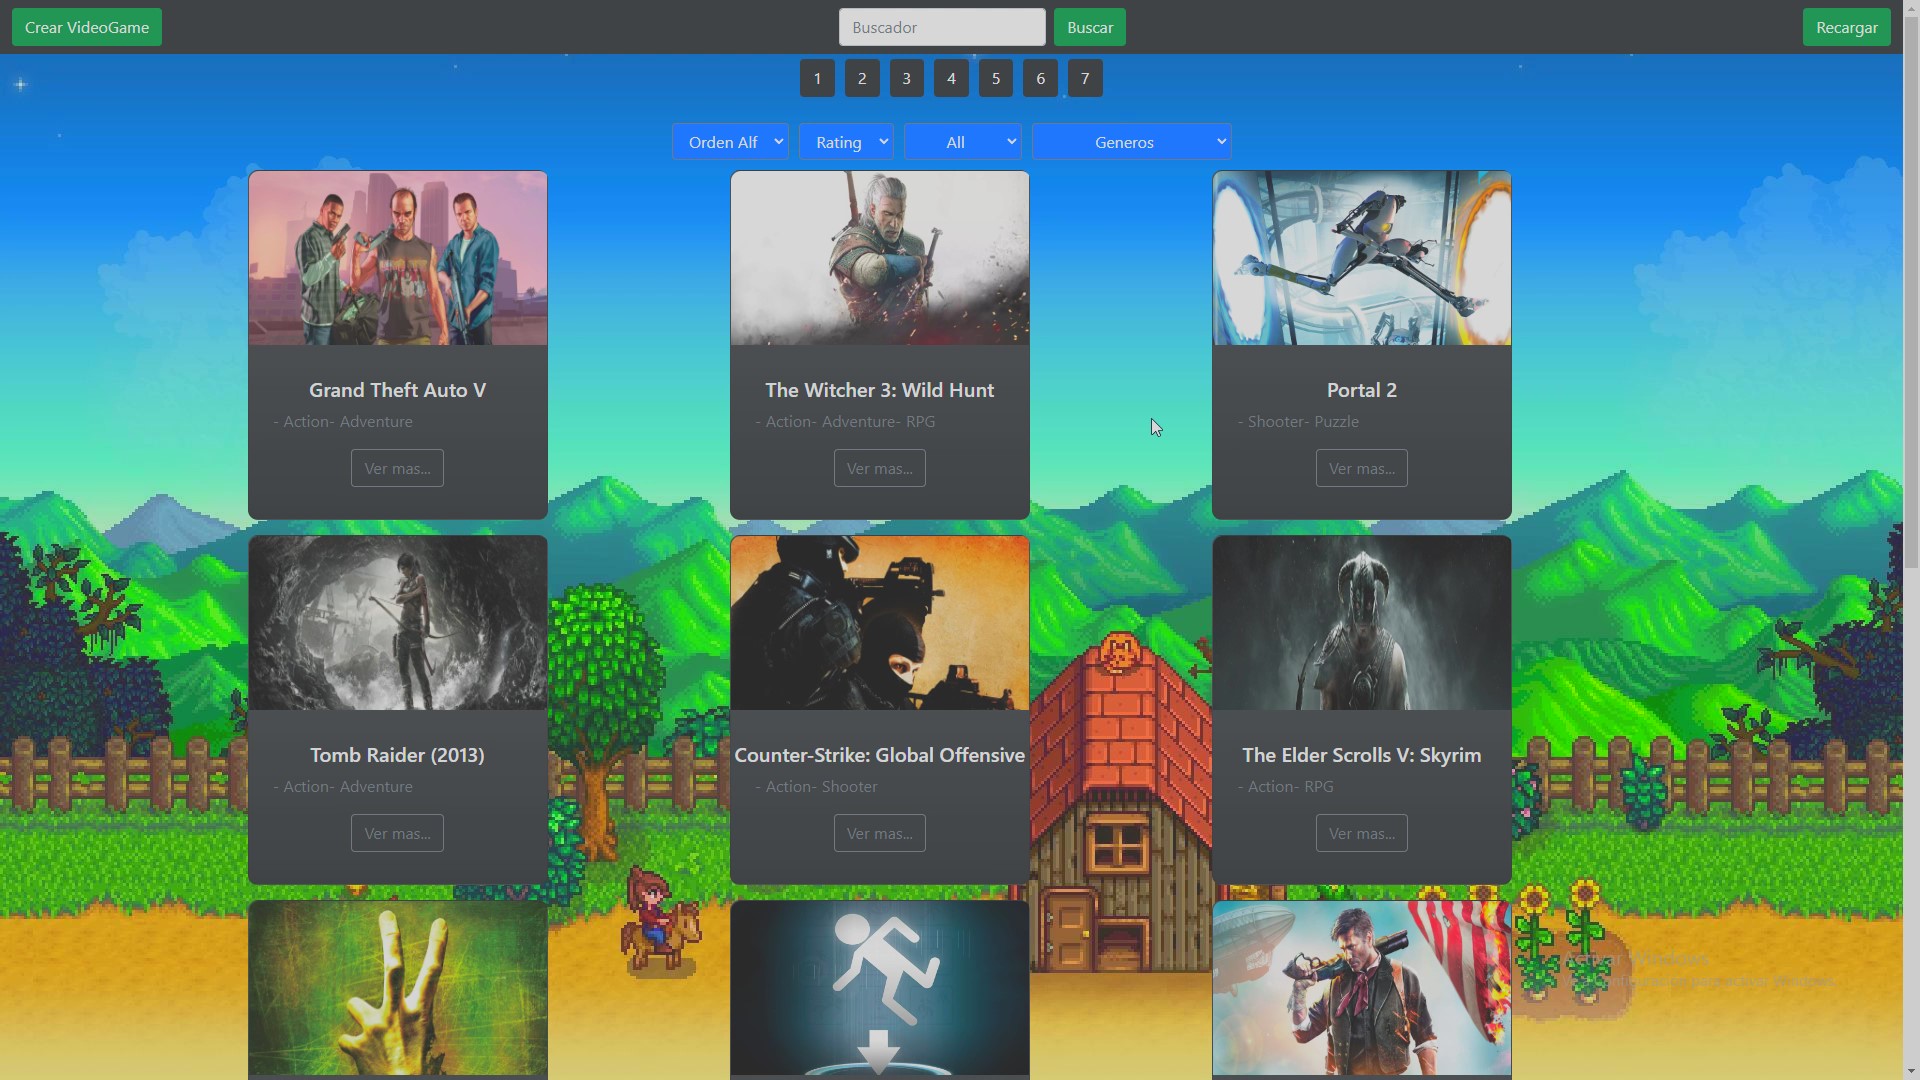 Crear VideoGame
Buscador
Buscar
Recargar
1 2 3 4 5 6 7
Orden Alf
Rating
All
Generos
Grand Theft Auto V
- Action- Adventure
Ver mas...
The Witcher 3: Wild Hunt
- Action- Adventure- RPG
Ver mas...
Portal 2
- Shooter- Puzzle
Ver mas...
Tomb Raider (2013)
- Action- Adventure
Ver mas...
Counter-Strike: Global Offensive
- Action- Shooter
Ver mas...
The Elder Scrolls V: Skyrim
- Action- RPG
Ver mas...
Activar Windows